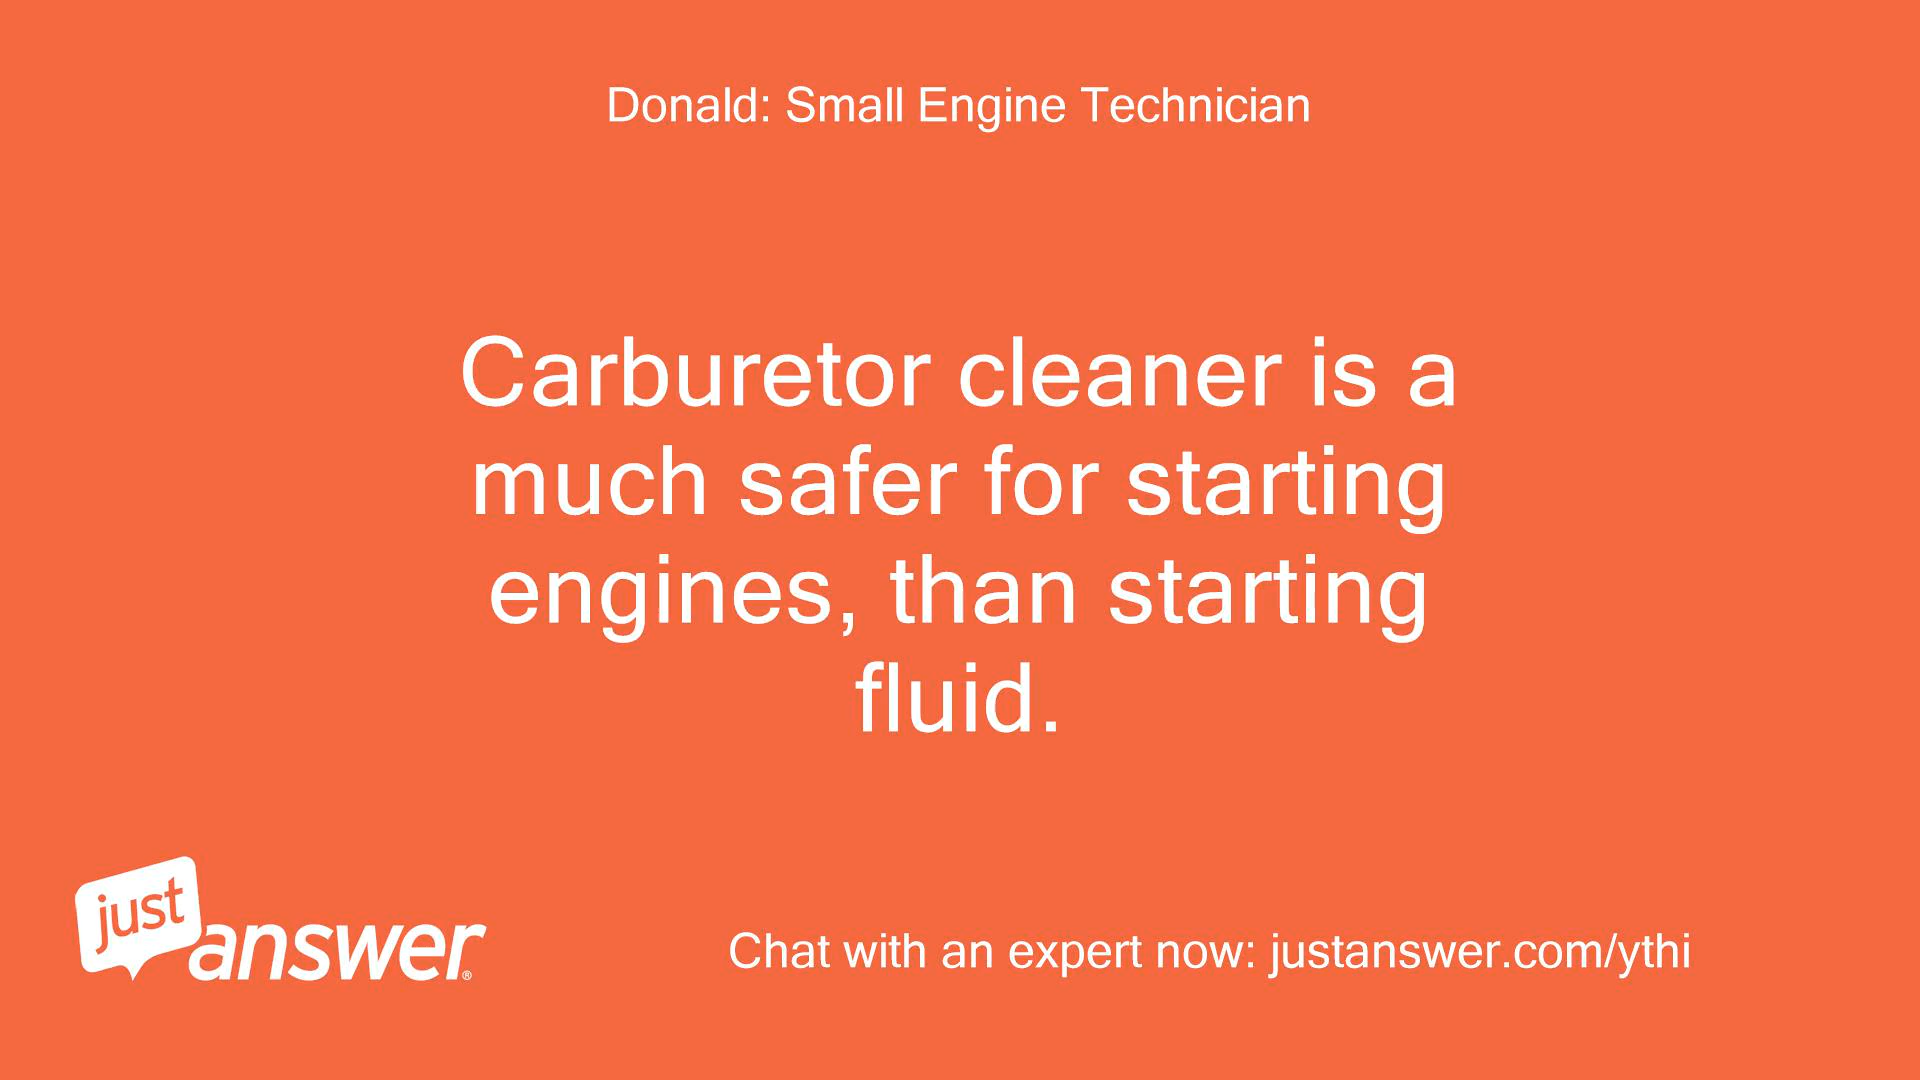 Donald: Small Engine Technician
Carburetor cleaner is a
much safer for starting
engines, than starting
fluid.
just
answer®
Chat with an expert now: justanswer.com/ythi